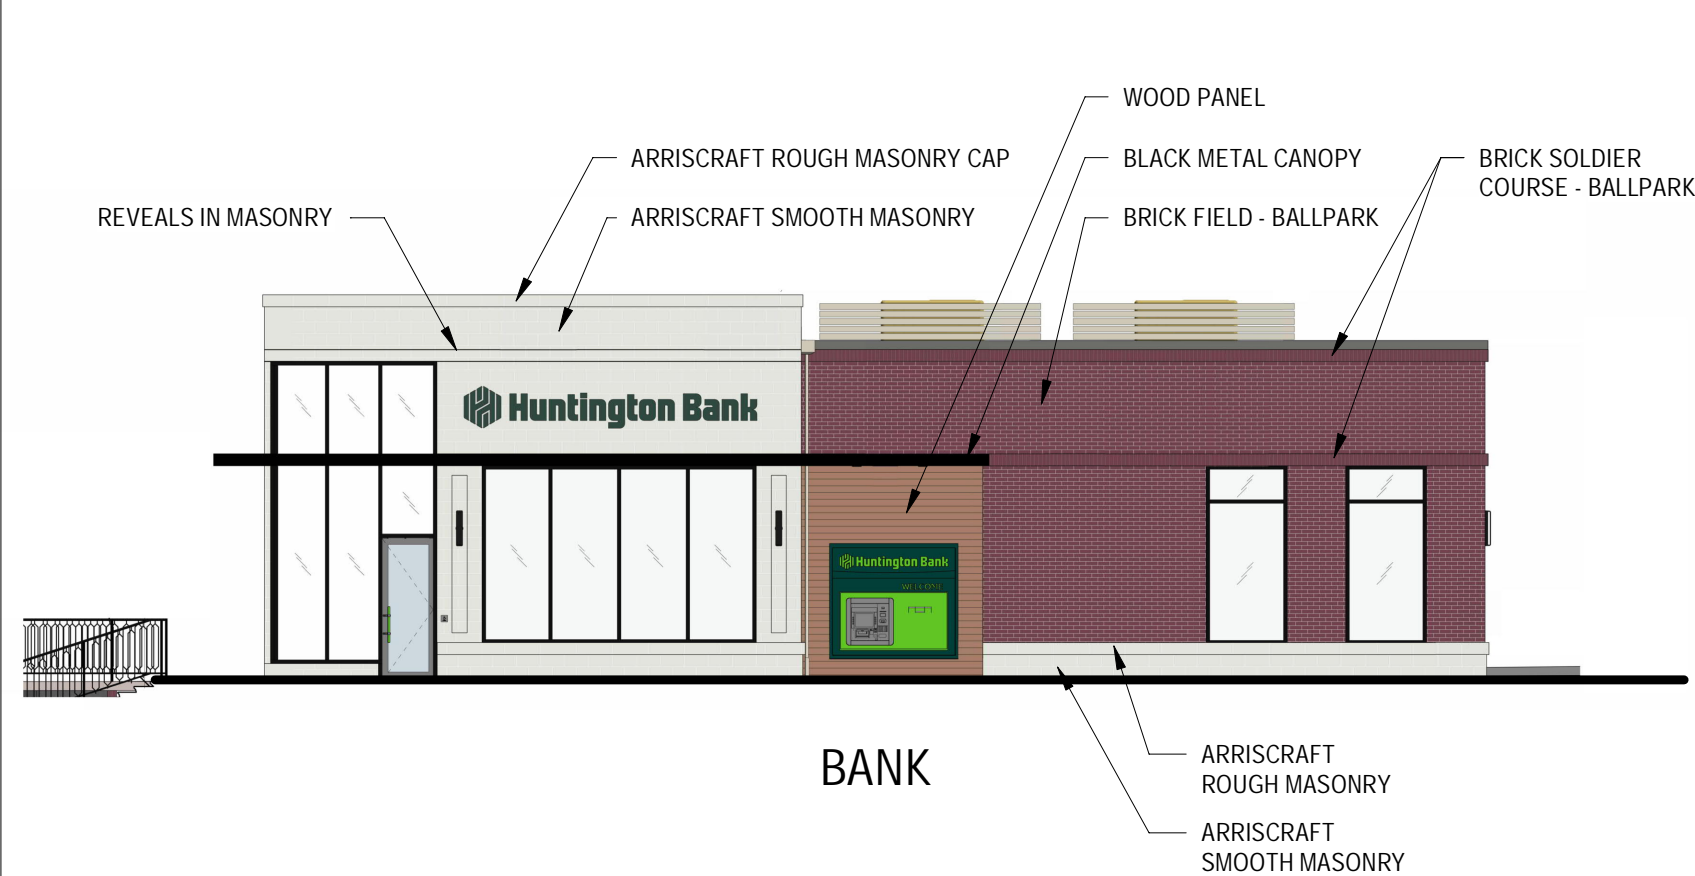 WOOD PANEL
ARRISCRAFT ROUGH MASONRY CAP
BLACK METAL CANOPY
BRICK SOLDIER
COURSE - BALLPARK
REVEALS IN MASONRY
ARRISCRAFT SMOOTH MASONRY
BRICK FIELD - BALLPARK
Huntington Bank
Huntington Bank
WELCOME
BANK
ARRISCRAFT
ROUGH MASONRY
ARRISCRAFT
SMOOTH MASONRY